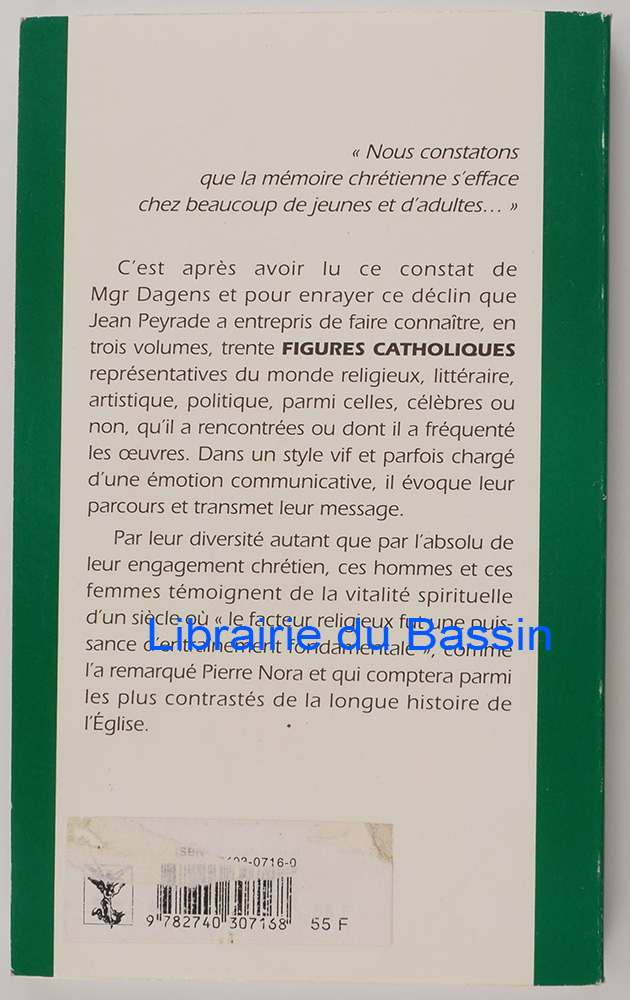 « Nous constatons
que la mémoire chrétienne s'efface
chez beaucoup de jeunes et d'adultes... »
C'est après avoir lu ce constat de
Mgr Dagens et pour enrayer ce déclin que
Jean Peyrade a entrepris de faire connaître, en
trois volumes, trente FIGURES CATHOLIQUES
représentatives du monde religieux, littéraire,
artistique, politique, parmi celles, célèbres ou
non, qu'il a rencontrées ou dont il a fréquenté
les œuvres. Dans un style vif et parfois chargé
d'une émotion communicative, il évoque leur
parcours et transmet leur message.
Par leur diversité autant que par l'absolu de
leur engagement chrétien, ces hommes et ces
femmes témoignent de la vitalité spirituelle
d'un siècle où « le facteur religieux fut une puis-
sance d'entraînement fondamentale », comme
Librairie du Bassin
l'a remarqué Pierre Nora et qui comptera parmi
les plus contrastés de la longue histoire de
l'Église.
ISBN 0716-0
9 782740 307168 55 F